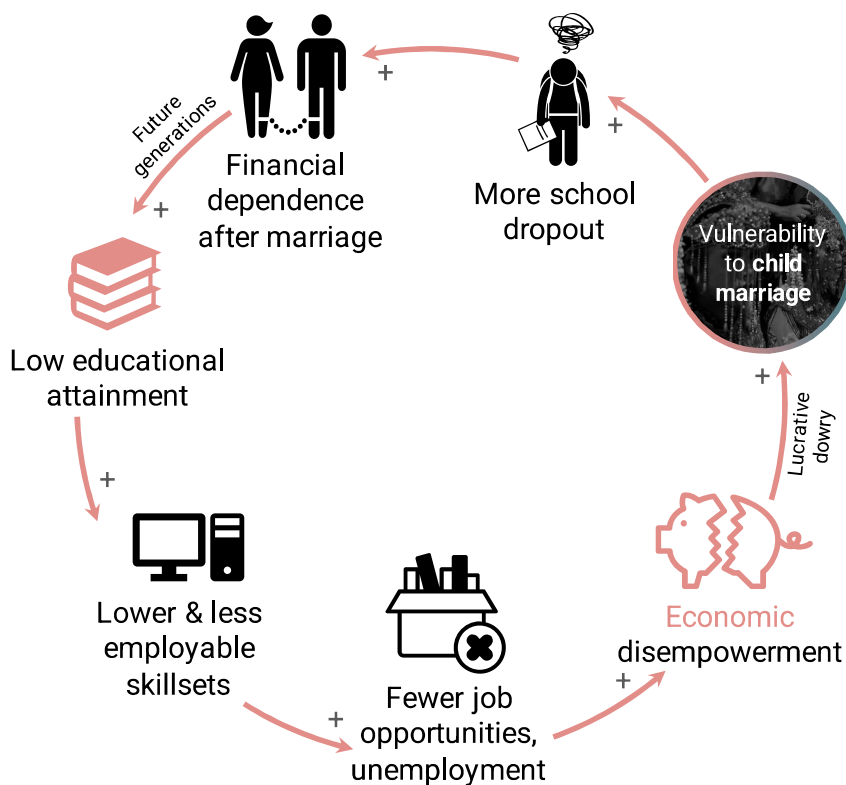 +
Financial
dependence
after marriage
More school
dropout
+
Vulnerability
to child
marriage
Future
generations
+
Low educational
attainment
+
Lucrative
dowry
+
Lower & less
employable
skillsets
+
Fewer job
opportunities,
unemployment
+
Economic
disempowerment